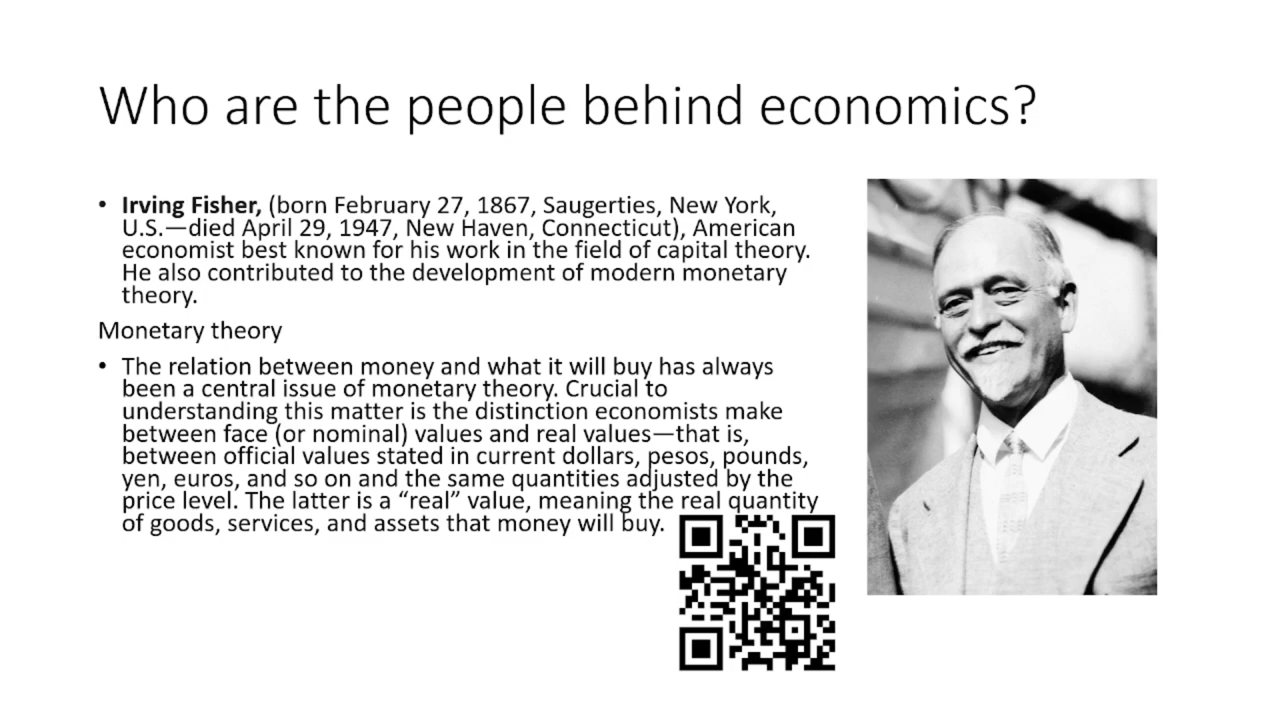 Who are the people behind economics?
• Irving Fisher, (born February 27, 1867, Saugerties, New York,
U.S.—died April 29, 1947, New Haven, Connecticut), American
economist best known for his work in the field of capital theory.
He also contributed to the development of modern monetary
theory.
Monetary theory
• The relation between money and what it will buy has always
been a central issue of monetary theory. Crucial to
understanding this matter is the distinction economists make
between face (or nominal) values and real values—that is,
between official values stated in current dollars, pesos, pounds,
yen, euros, and so on and the same quantities adjusted by the
price level. The latter is a “real” value, meaning the real quantity
of goods, services, and assets that money will buy.